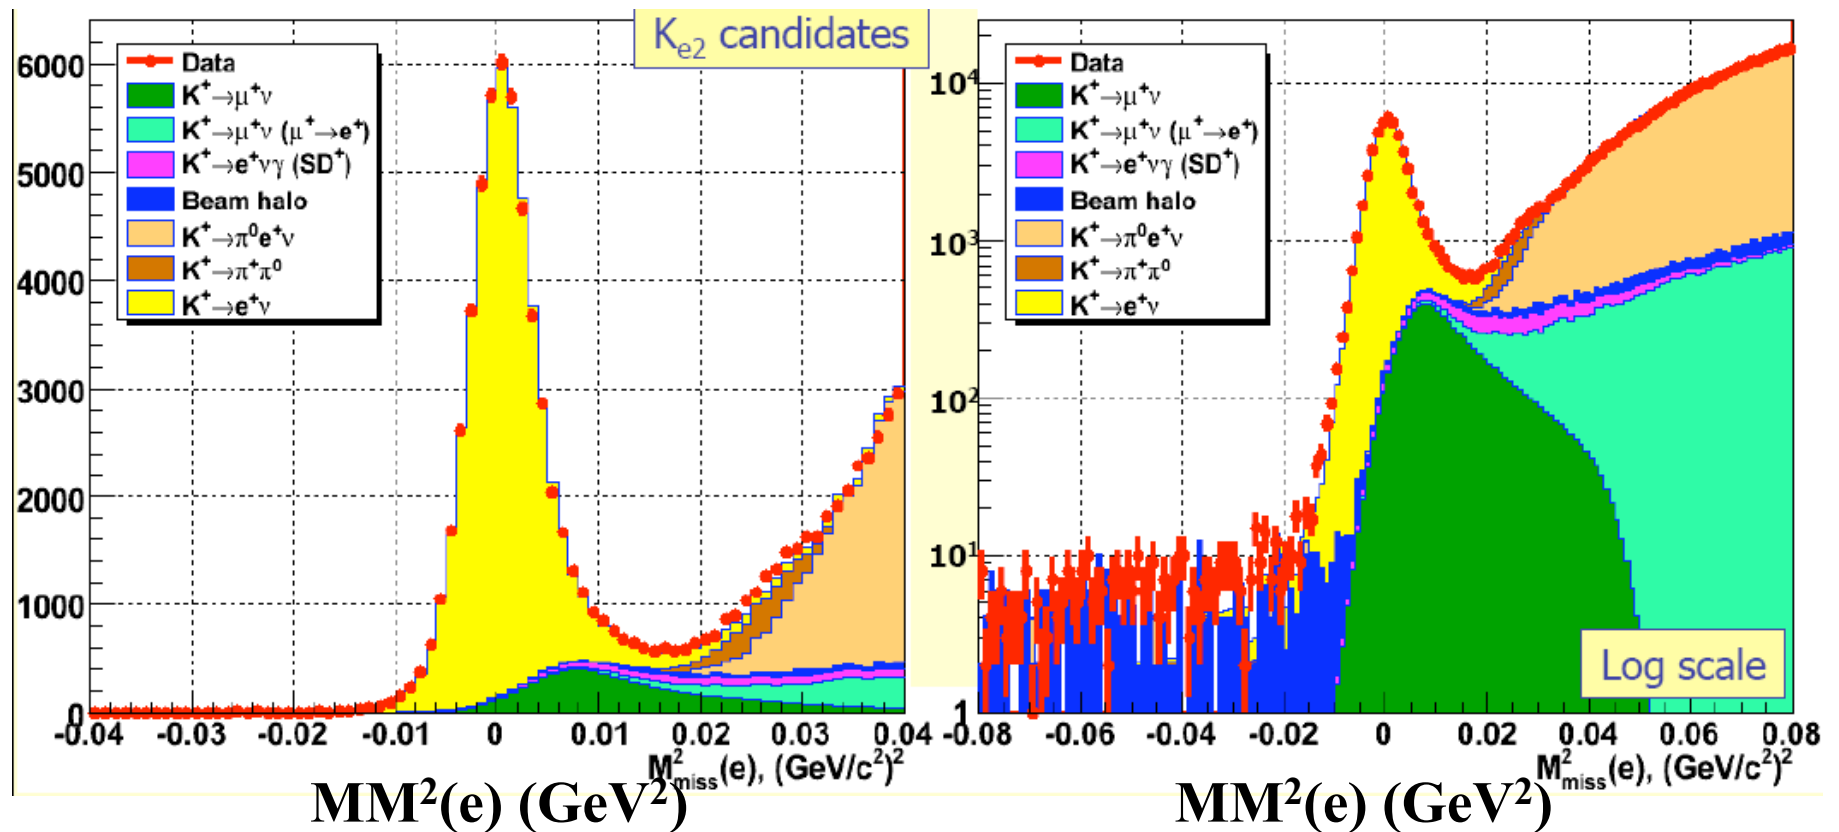 K_e2 candidates
6000
5000
4000
3000
2000
1000
0
Data
K⁺→μ⁺ν
K⁺→μ⁺ν (μ⁺→e⁺)
K⁺→e⁺νγ (SD⁺)
Beam halo
K⁺→π⁰e⁺ν
K⁺→π⁺π⁰
K⁺→e⁺ν
-0.04 -0.03 -0.02 -0.01 0 0.01 0.02 0.03 0.04
M²_miss(e), (GeV/c²)²
MM²(e) (GeV²)
10⁴
10³
10²
10¹
1
Data
K⁺→μ⁺ν
K⁺→μ⁺ν (μ⁺→e⁺)
K⁺→e⁺νγ (SD⁺)
Beam halo
K⁺→π⁰e⁺ν
K⁺→π⁺π⁰
K⁺→e⁺ν
Log scale
-0.08 -0.06 -0.04 -0.02 0 0.02 0.04 0.06 0.08
M²_miss(e), (GeV/c²)²
MM²(e) (GeV²)